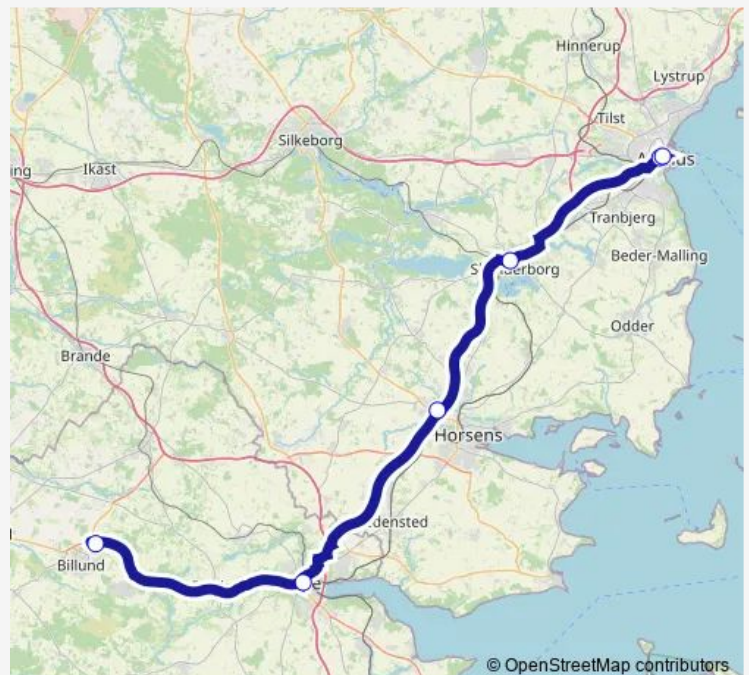 Hinnerup
Lystrup
Tilst
Silkeborg
ing
Ikast
Tranbjerg
Beder-Malling
Odder
Brande
Horsens
Billund
© OpenStreetMap contributors